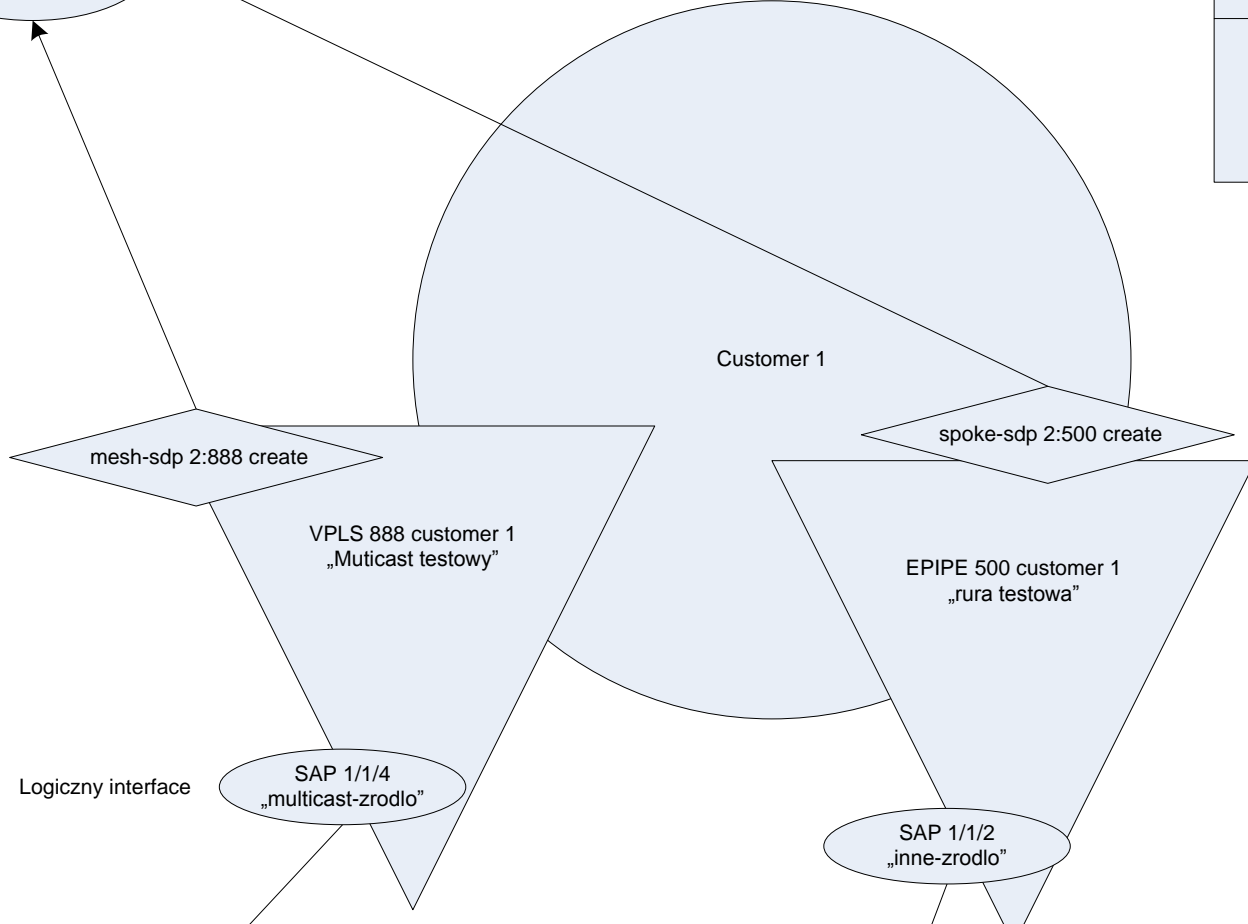 Customer 1
mesh-sdp 2:888 create
spoke-sdp 2:500 create
VPLS 888 customer 1
„Muticast testowy”
EPIPE 500 customer 1
„rura testowa”
Logiczny interface
SAP 1/1/4
„multicast-zrodlo”
SAP 1/1/2
„inne-zrodlo”